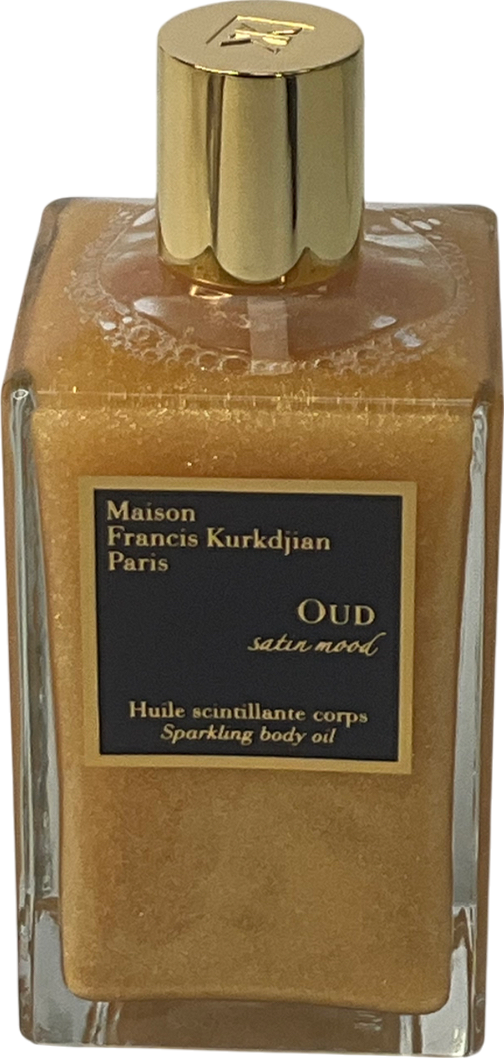 Maison
Francis Kurkdjian
Paris
OUD
satin mood
Huile scintillante corps
Sparkling body oil